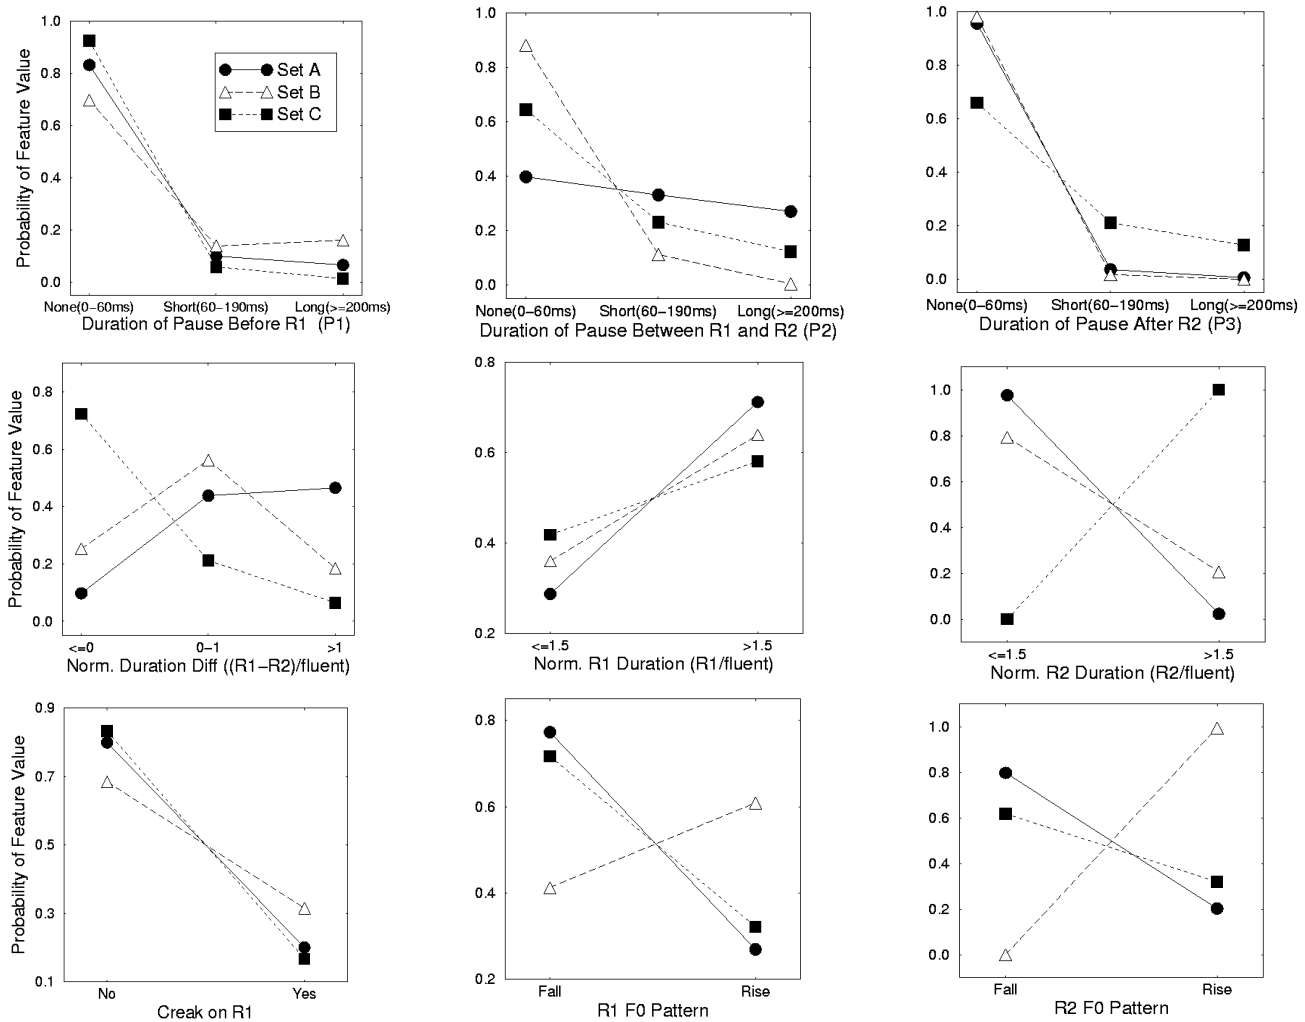 1.0
0.8
0.6
0.4
0.2
0.0
Probability of Feature Value
Set A
Set B
Set C
None(0−60ms) Short(60−190ms) Long(>=200ms)
Duration of Pause Before R1 (P1)
1.0
0.8
0.6
0.4
0.2
0.0
None(0−60ms) Short(60−190ms) Long(>=200ms)
Duration of Pause Between R1 and R2 (P2)
1.0
0.8
0.6
0.4
0.2
0.0
None(0−60ms) Short(60−190ms) Long(>=200ms)
Duration of Pause After R2 (P3)
0.8
0.6
0.4
0.2
0.0
Probability of Feature Value
<=0 0−1 >1
Norm. Duration Diff ((R1−R2)/fluent)
0.8
0.6
0.4
0.2
<=1.5 >1.5
Norm. R1 Duration (R1/fluent)
1.0
0.8
0.6
0.4
0.2
0.0
<=1.5 >1.5
Norm. R2 Duration (R2/fluent)
0.9
0.7
0.5
0.3
0.1
Probability of Feature Value
No Yes
Creak on R1
0.8
0.6
0.4
0.2
Fall Rise
R1 F0 Pattern
1.0
0.8
0.6
0.4
0.2
0.0
Fall Rise
R2 F0 Pattern